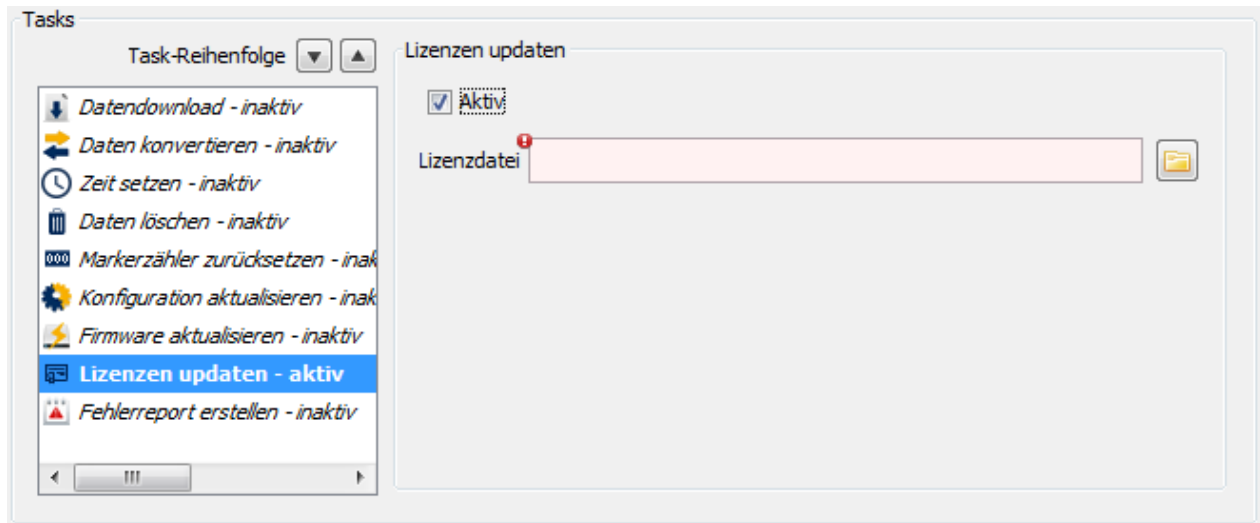 Tasks
Task-Reihenfolge
Datendownload - inaktiv
Daten konvertieren - inaktiv
Zeit setzen - inaktiv
Daten löschen - inaktiv
000 Markerzähler zurücksetzen - inak
Konfiguration aktualisieren - inak
Firmware aktualisieren - inaktiv
Lizenzen updaten - aktiv
Fehlerreport erstellen - inaktiv
Lizenzen updaten
Aktiv
Lizenzdatei